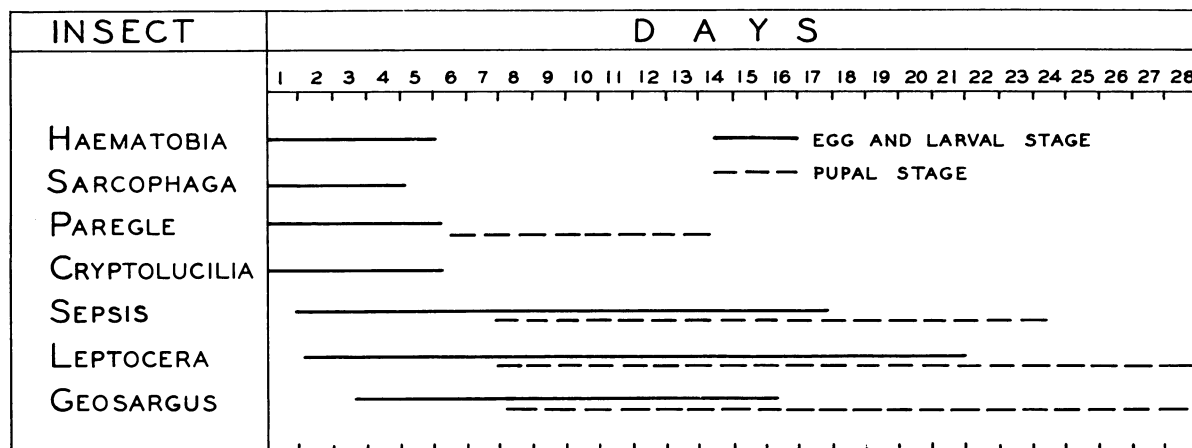 INSECT DAYS
1 2 3 4 5 6 7 8 9 10 11 12 13 14 15 16 17 18 19 20 21 22 23 24 25 26 27 28
HAEMATOBIA EGG AND LARVAL STAGE
PUPAL STAGE
SARCOPHAGA
PAREGLE
CRYPTOLUCILIA
SEPSIS
LEPTOCERA
GEOSARGUS